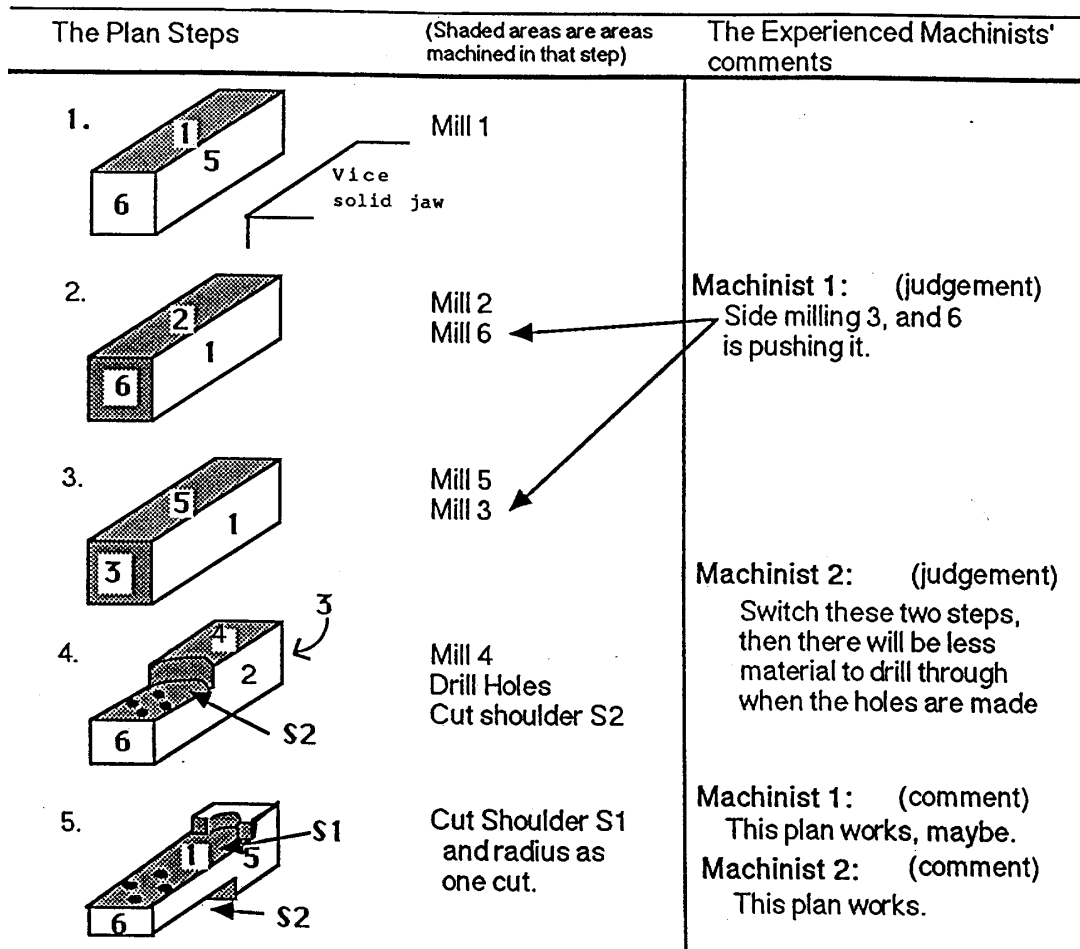 The Plan Steps
(Shaded areas are areas
machined in that step)
The Experienced Machinists'
comments
1.
1
5
6
Mill 1
Vice
solid jaw
2.
2
1
6
Mill 2
Mill 6
Machinist 1: (judgement)
Side milling 3, and 6
is pushing it.
3.
5
1
3
Mill 5
Mill 3
Machinist 2: (judgement)
Switch these two steps,
then there will be less
material to drill through
when the holes are made
4.
3
4
2
6
S2
Mill 4
Drill Holes
Cut shoulder S2
5.
1
5
6
S1
S2
Cut Shoulder S1
and radius as
one cut.
Machinist 1: (comment)
This plan works, maybe.
Machinist 2: (comment)
This plan works.